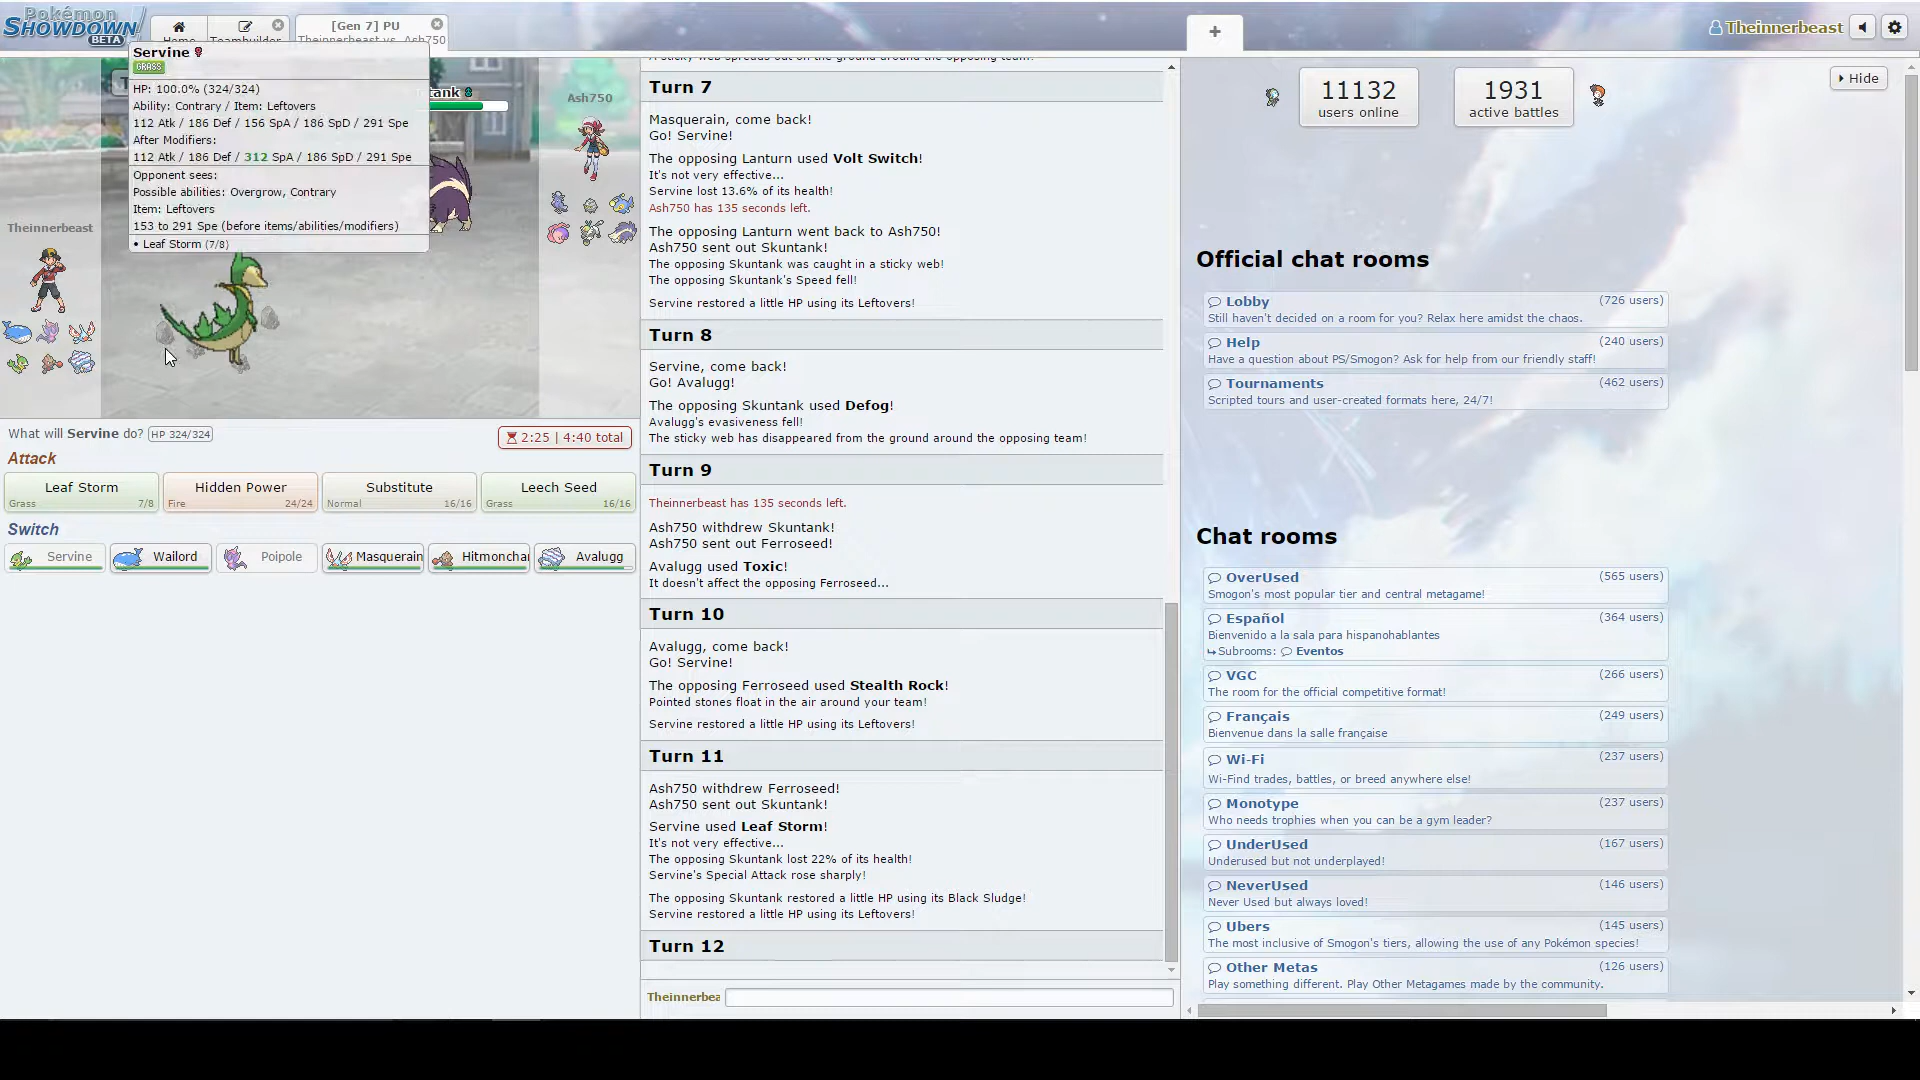 Pokémon
SHOWDOWN
BETA
Home
Teambuilder
[Gen 7] PU
Theinnerbeast vs. Ash750
+
Theinnerbeast
Servine
GRASS
HP: 100.0% (324/324)
Ability: Contrary / Item: Leftovers
112 Atk / 186 Def / 156 SpA / 186 SpD / 291 Spe
After Modifiers:
112 Atk / 186 Def / 312 SpA / 186 SpD / 291 Spe
Opponent sees:
Possible abilities: Overgrow, Contrary
Item: Leftovers
153 to 291 Spe (before items/abilities/modifiers)
• Leaf Storm (7/8)
tank
Ash750
Theinnerbeast
What will Servine do? HP 324/324
2:25 | 4:40 total
Attack
Leaf Storm
Grass 7/8
Hidden Power
Fire 24/24
Substitute
Normal 16/16
Leech Seed
Grass 16/16
Switch
Servine
Wailord
Poipole
Masquerain
Hitmonchan
Avalugg
A sticky web spreads out on the ground around the opposing team!
Turn 7
Masquerain, come back!
Go! Servine!
The opposing Lanturn used Volt Switch!
It's not very effective...
Servine lost 13.6% of its health!
Ash750 has 135 seconds left.
The opposing Lanturn went back to Ash750!
Ash750 sent out Skuntank!
The opposing Skuntank was caught in a sticky web!
The opposing Skuntank's Speed fell!
Servine restored a little HP using its Leftovers!
Turn 8
Servine, come back!
Go! Avalugg!
The opposing Skuntank used Defog!
Avalugg's evasiveness fell!
The sticky web has disappeared from the ground around the opposing team!
Turn 9
Theinnerbeast has 135 seconds left.
Ash750 withdrew Skuntank!
Ash750 sent out Ferroseed!
Avalugg used Toxic!
It doesn't affect the opposing Ferroseed...
Turn 10
Avalugg, come back!
Go! Servine!
The opposing Ferroseed used Stealth Rock!
Pointed stones float in the air around your team!
Servine restored a little HP using its Leftovers!
Turn 11
Ash750 withdrew Ferroseed!
Ash750 sent out Skuntank!
Servine used Leaf Storm!
It's not very effective...
The opposing Skuntank lost 22% of its health!
Servine's Special Attack rose sharply!
The opposing Skuntank restored a little HP using its Black Sludge!
Servine restored a little HP using its Leftovers!
Turn 12
Theinnerbea
Hide
11132
users online
1931
active battles
Official chat rooms
Lobby (726 users)
Still haven't decided on a room for you? Relax here amidst the chaos.
Help (240 users)
Have a question about PS/Smogon? Ask for help from our friendly staff!
Tournaments (462 users)
Scripted tours and user-created formats here, 24/7!
Chat rooms
OverUsed (565 users)
Smogon's most popular tier and central metagame!
Español (364 users)
Bienvenido a la sala para hispanohablantes
Subrooms: Eventos
VGC (266 users)
The room for the official competitive format!
Français (249 users)
Bienvenue dans la salle française
Wi-Fi (237 users)
Wi-Find trades, battles, or breed anywhere else!
Monotype (237 users)
Who needs trophies when you can be a gym leader?
UnderUsed (167 users)
Underused but not underplayed!
NeverUsed (146 users)
Never Used but always loved!
Ubers (145 users)
The most inclusive of Smogon's tiers, allowing the use of any Pokémon species!
Other Metas (126 users)
Play something different. Play Other Metagames made by the community.